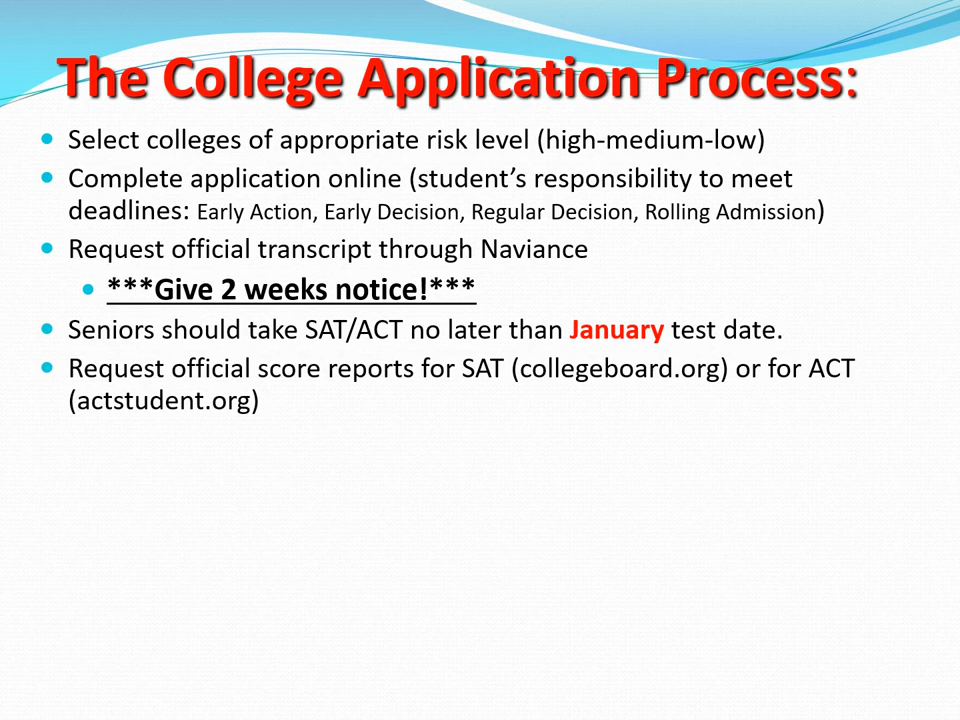 The College Application Process:
• Select colleges of appropriate risk level (high-medium-low)
• Complete application online (student’s responsibility to meet
deadlines: Early Action, Early Decision, Regular Decision, Rolling Admission)
• Request official transcript through Naviance
• ***Give 2 weeks notice!***
• Seniors should take SAT/ACT no later than January test date.
• Request official score reports for SAT (collegeboard.org) or for ACT
(actstudent.org)